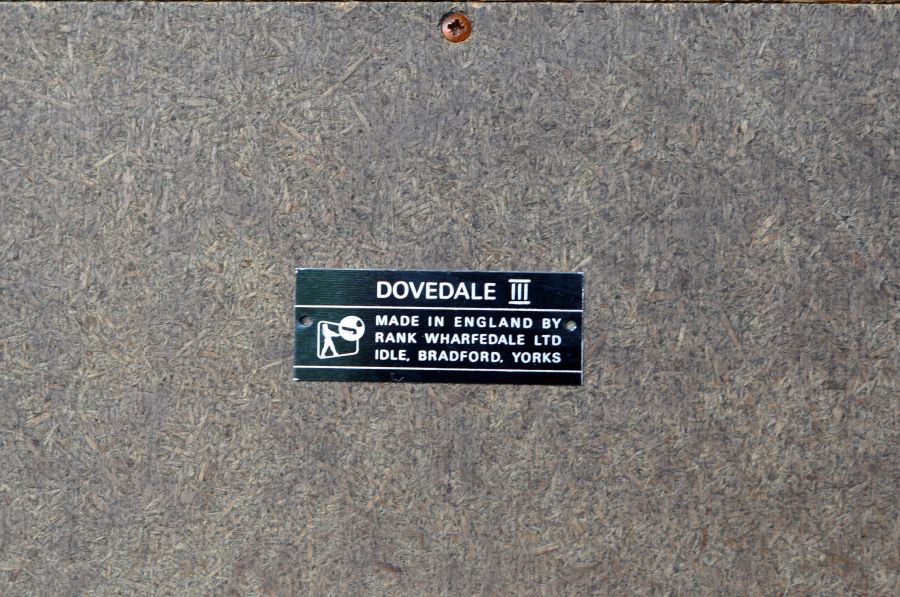 DOVEDALE III
MADE IN ENGLAND BY
RANK WHARFEDALE LTD
IDLE, BRADFORD, YORKS